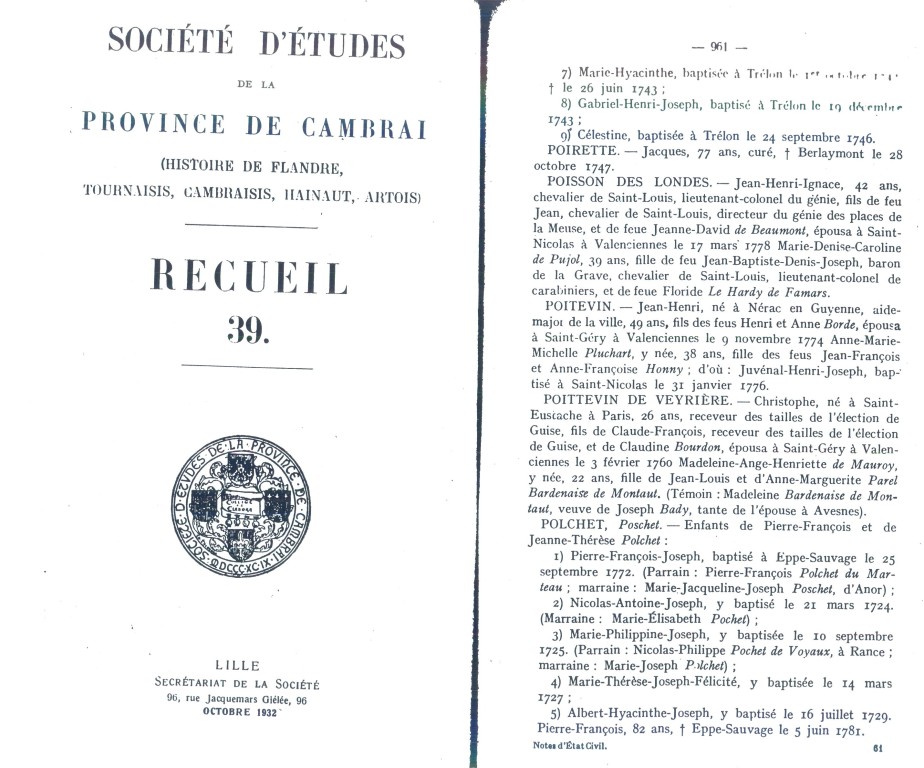 SOCIÉTÉ D'ÉTUDES
DE LA
PROVINCE DE CAMBRAI
(HISTOIRE DE FLANDRE,
TOURNAISIS, CAMBRAISIS, HAINAUT, ARTOIS)
RECUEIL
39.
SOCIETE D·ETVDES DE·LA·PROVINCE·DE·CAMBRAI
MDCCC·XC·IX
LILLE
SECRÉTARIAT DE LA SOCIÉTÉ
96, rue Jacquemars Giélée, 96
OCTOBRE 1932
— 961 —
7) Marie-Hyacinthe, baptisée à Trélon le 1er octobre
† le 26 juin 1743 ;
8) Gabriel-Henri-Joseph, baptisé à Trélon le 19 décembre
1743 ;
9) Célestine, baptisée à Trélon le 24 septembre 1746.
POIRETTE. — Jacques, 77 ans, curé, † Berlaymont le 28
octobre 1747.
POISSON DES LONDES. — Jean-Henri-Ignace, 42 ans,
chevalier de Saint-Louis, lieutenant-colonel du génie, fils de feu
Jean, chevalier de Saint-Louis, directeur du génie des places de
la Meuse, et de feue Jeanne-David de Beaumont, épousa à Saint-
Nicolas à Valenciennes le 17 mars 1778 Marie-Denise-Caroline
de Pujol, 39 ans, fille de feu Jean-Baptiste-Denis-Joseph, baron
de la Grave, chevalier de Saint-Louis, lieutenant-colonel de
carabiniers, et de feue Floride Le Hardy de Famars.
POITEVIN. — Jean-Henri, né à Nérac en Guyenne, aide-
major de la ville, 49 ans, fils des feus Henri et Anne Borde, épousa
à Saint-Géry à Valenciennes le 9 novembre 1774 Anne-Marie-
Michelle Pluchart, y née, 38 ans, fille des feus Jean-François
et Anne-Françoise Honny ; d'où : Juvénal-Henri-Joseph, bap-
tisé à Saint-Nicolas le 31 janvier 1776.
POITTEVIN DE VEYRIÈRE. — Christophe, né à Saint-
Eustache à Paris, 26 ans, receveur des tailles de l'élection de
Guise, fils de Claude-François, receveur des tailles de l'élection
de Guise, et de Claudine Bourdon, épousa à Saint-Géry à Valen-
ciennes le 3 février 1760 Madeleine-Ange-Henriette de Mauroy,
y née, 22 ans, fille de Jean-Louis et d'Anne-Marguerite Parel
Bardenaise de Montaut. (Témoin : Madeleine Bardenaise de Mon-
taut, veuve de Joseph Bady, tante de l'épouse à Avesnes).
POLCHET, Poschet. — Enfants de Pierre-François et de
Jeanne-Thérèse Polchet :
1) Pierre-François-Joseph, baptisé à Eppe-Sauvage le 25
septembre 1772. (Parrain : Pierre-François Polchet du Mar-
teau ; marraine : Marie-Jacqueline-Joseph Poschet, d'Anor) ;
2) Nicolas-Antoine-Joseph, y baptisé le 21 mars 1724.
(Marraine : Marie-Élisabeth Pochet) ;
3) Marie-Philippine-Joseph, y baptisée le 10 septembre
1725. (Parrain : Nicolas-Philippe Pochet de Voyaux, à Rance ;
marraine : Marie-Joseph Polchet) ;
4) Marie-Thérèse-Joseph-Félicité, y baptisée le 14 mars
1727 ;
5) Albert-Hyacinthe-Joseph, y baptisé le 16 juillet 1729.
Pierre-François, 82 ans, † Eppe-Sauvage le 5 juin 1781.
Notes d'État Civil. 61